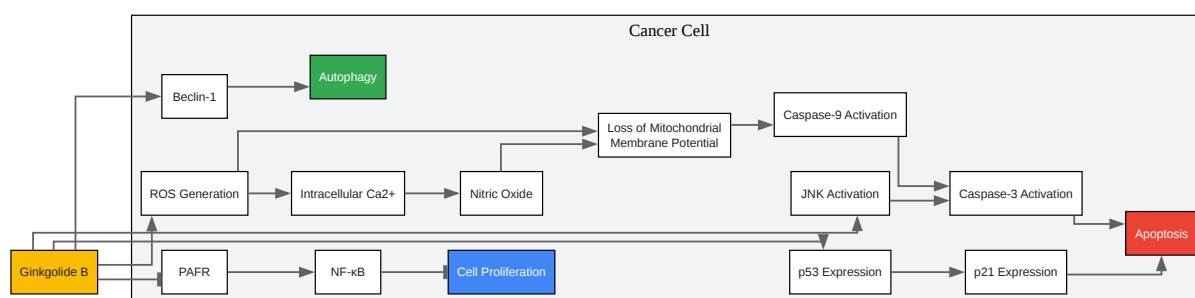 Cancer Cell
Autophagy
Beclin-1
Loss of Mitochondrial
Membrane Potential
Caspase-9 Activation
ROS Generation
Intracellular Ca2+
Nitric Oxide
JNK Activation
Caspase-3 Activation
Apoptosis
Ginkgolide B
PAFR
NF-κB
Cell Proliferation
p53 Expression
p21 Expression